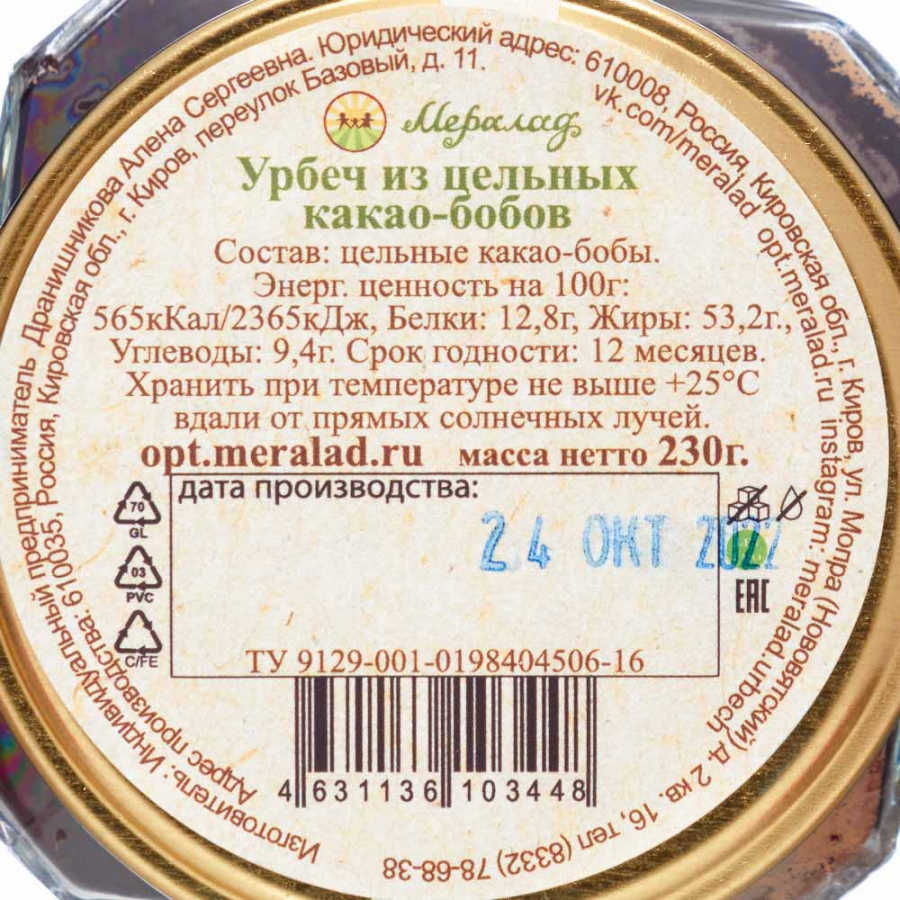 Изготовитель: Индивидуальный предприниматель Дранишникова Алена Сергеевна. Юридический адрес: 610008, Россия, Кировская обл., г. Киров, ул. Мопра (Нововятский) д. 2 кв. 16, тел (8332) 78-68-38
Адрес производства: 610035, Россия, Кировская обл., г. Киров, переулок Базовый, д. 11.
vk.com/meralad opt.meralad.ru instagram: meralad.urbech
Мералад
Урбеч из цельных
какао-бобов
Состав: цельные какао-бобы.
Энерг. ценность на 100г:
565кКал/2365кДж, Белки: 12,8г, Жиры: 53,2г.,
Углеводы: 9,4г. Срок годности: 12 месяцев.
Хранить при температуре не выше +25°C
вдали от прямых солнечных лучей.
opt.meralad.ru масса нетто 230г.
дата производства:
24 ОКТ 2022
70
GL
03
PVC
C/FE
EAC
ТУ 9129-001-0198404506-16
4 631136 103448